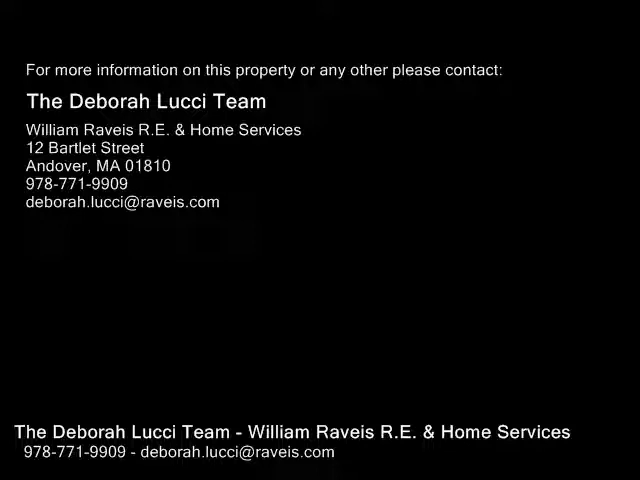 For more information on this property or any other please contact:
The Deborah Lucci Team
William Raveis R.E. & Home Services
12 Bartlet Street
Andover, MA 01810
978-771-9909
deborah.lucci@raveis.com
The Deborah Lucci Team - William Raveis R.E. & Home Services
978-771-9909 - deborah.lucci@raveis.com